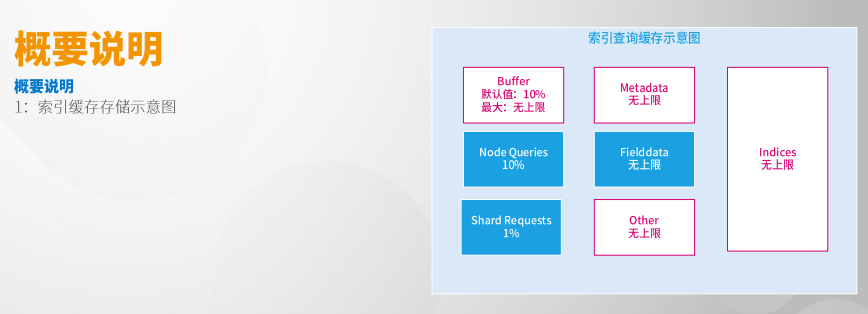 概要说明
概要说明
1：索引缓存存储示意图
索引查询缓存示意图
Buffer
默认值：10%
最大：无上限
Metadata
无上限
Node Queries
10%
Fielddata
无上限
Indices
无上限
Shard Requests
1%
Other
无上限